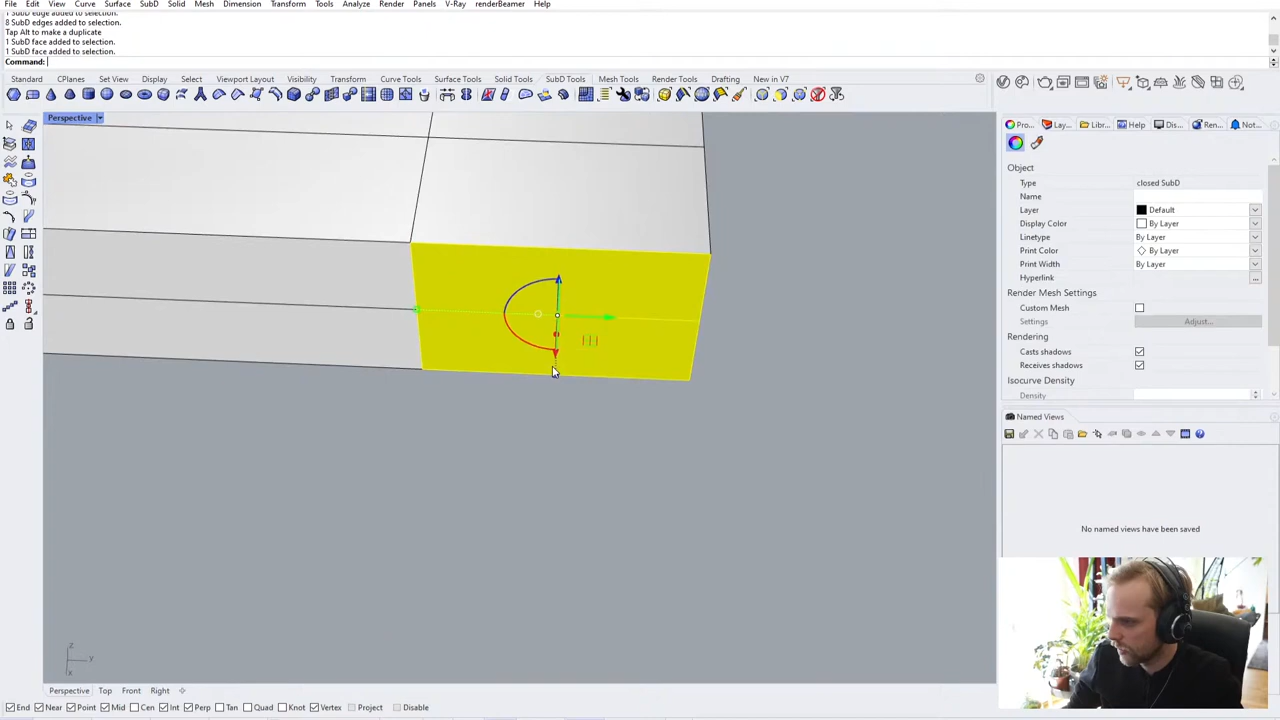 File Edit View Curve Surface SubD Solid Mesh Dimension Transform Tools Analyze Render Panels V-Ray renderBeamer Help
1 SubD edge added to selection.
8 SubD edges added to selection.
Tap Alt to make a duplicate
1 SubD face added to selection.
1 SubD face added to selection.
Command:
Standard CPlanes Set View Display Select Viewport Layout Visibility Transform Curve Tools Surface Tools Solid Tools SubD Tools Mesh Tools Render Tools Drafting New in V7
Perspective
Pro... Lay... Libr... Help Dis... Ren... Not...
Object
Type closed SubD
Name
Layer Default
Display Color By Layer
Linetype By Layer
Print Color By Layer
Print Width By Layer
Hyperlink ...
Render Mesh Settings
Custom Mesh
Settings Adjust...
Rendering
Casts shadows
Receives shadows
Isocurve Density
Density
Named Views
No named views have been saved
z
y
x
Perspective Top Front Right
End Near Point Mid Cen Int Perp Tan Quad Knot Vertex Project Disable